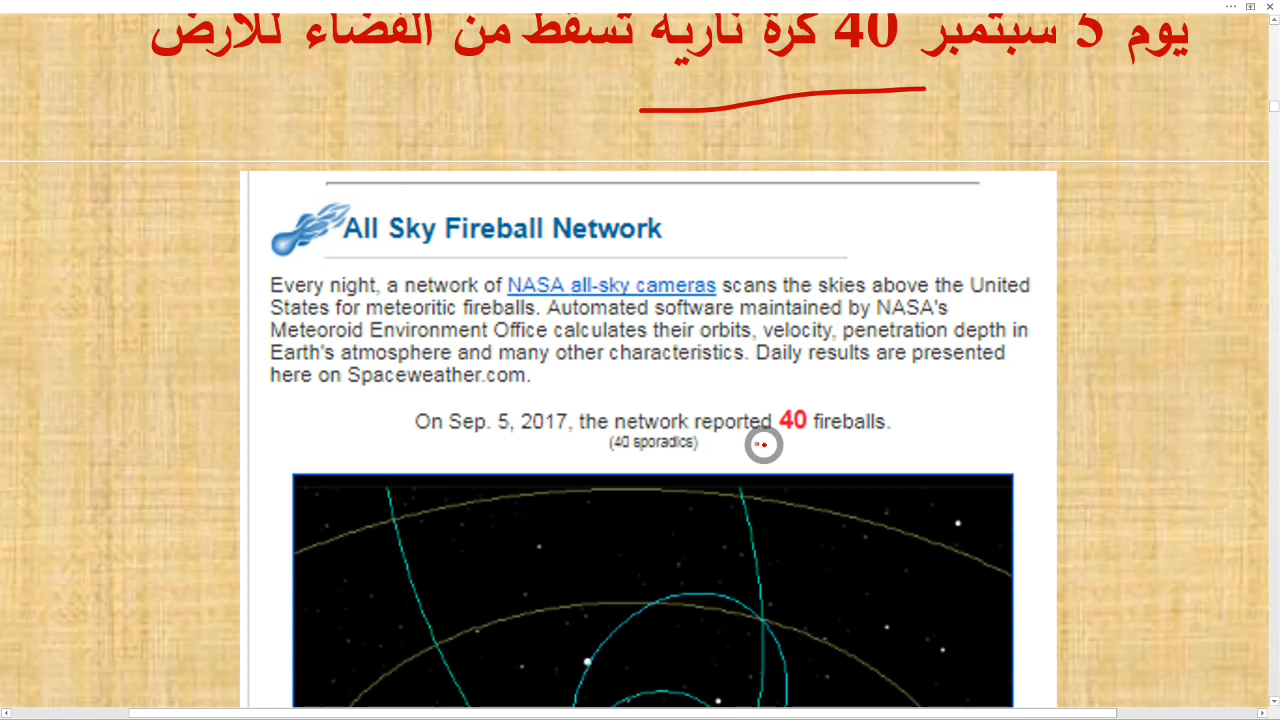 يوم 5 سبتمبر 40 كرة نارية تسقط من الفضاء للارض
All Sky Fireball Network
Every night, a network of NASA all-sky cameras scans the skies above the United
States for meteoritic fireballs. Automated software maintained by NASA's
Meteoroid Environment Office calculates their orbits, velocity, penetration depth in
Earth's atmosphere and many other characteristics. Daily results are presented
here on Spaceweather.com.
On Sep. 5, 2017, the network reported 40 fireballs.
(40 sporadics)